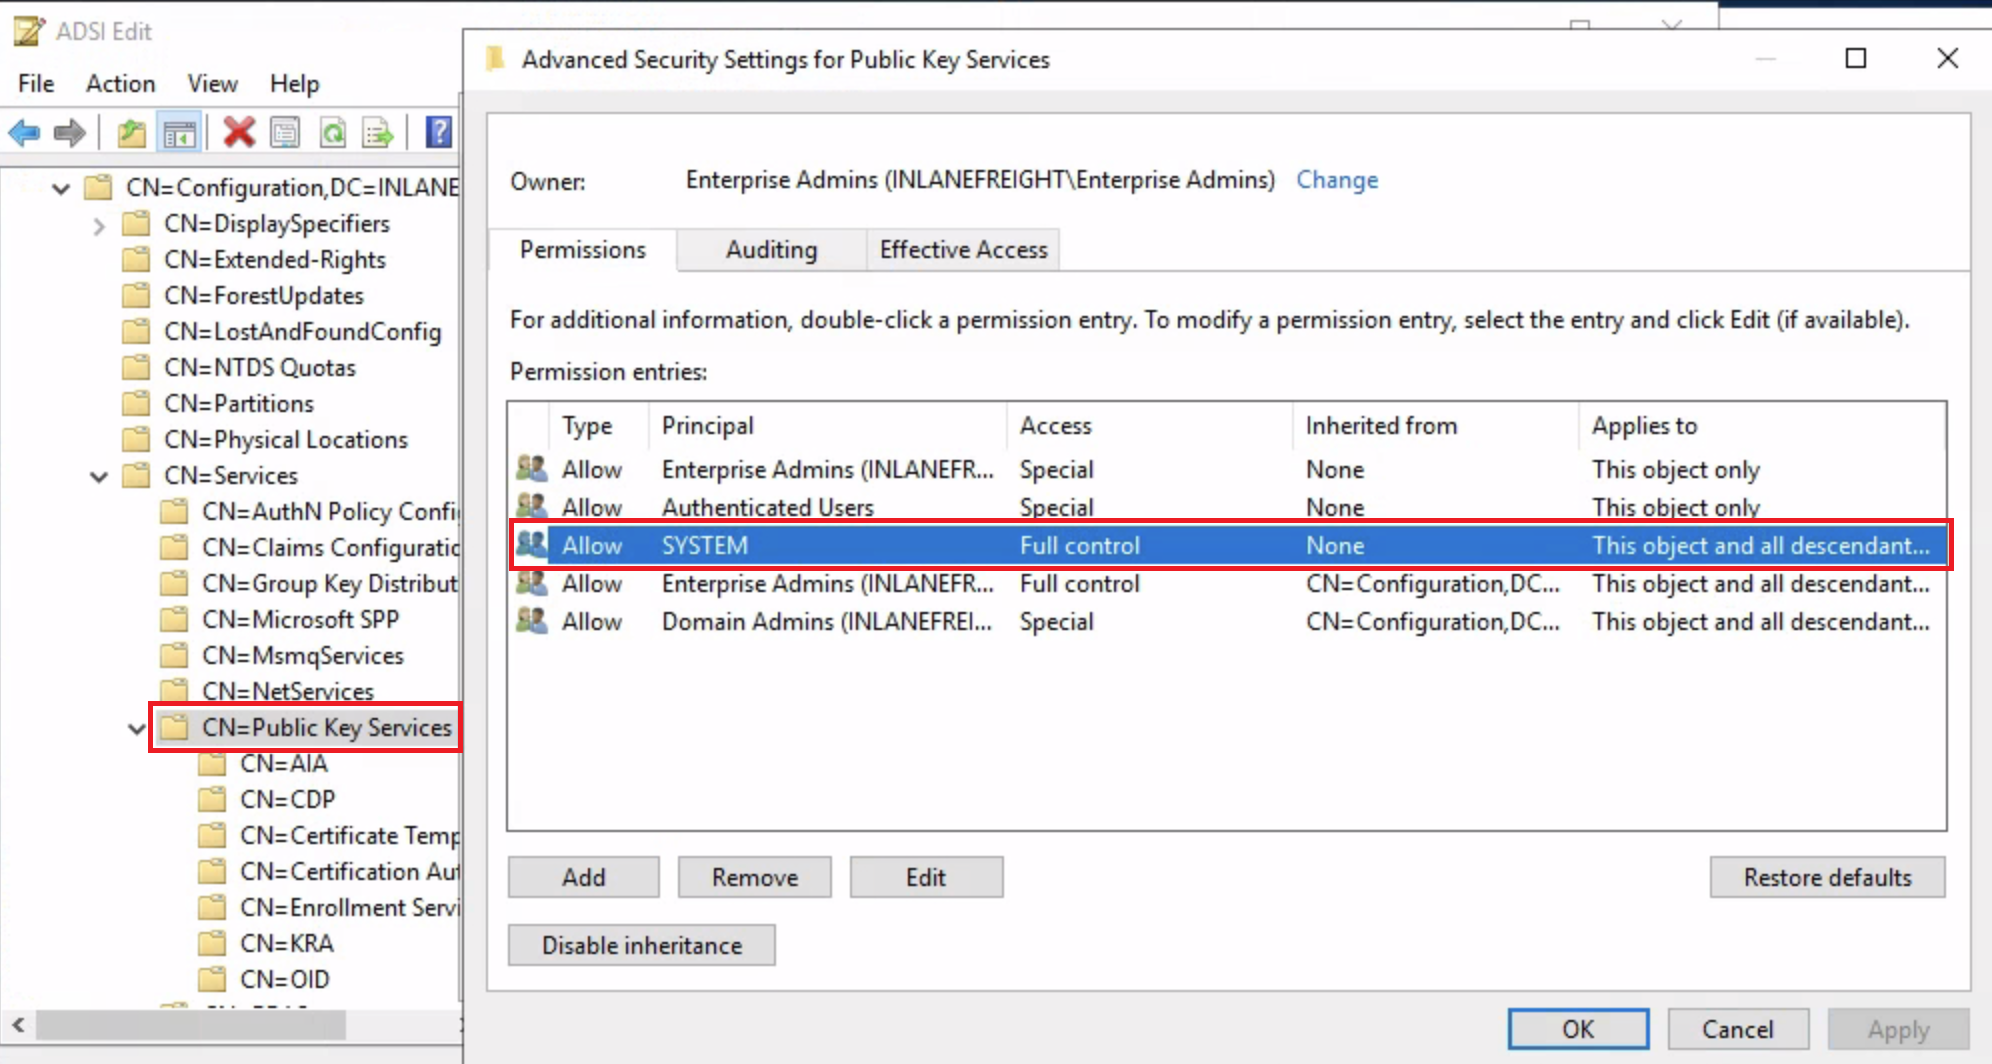 ADSI Edit
File Action View Help
CN=Configuration,DC=INLANE
CN=DisplaySpecifiers
CN=Extended-Rights
CN=ForestUpdates
CN=LostAndFoundConfig
CN=NTDS Quotas
CN=Partitions
CN=Physical Locations
CN=Services
CN=AuthN Policy Confi
CN=Claims Configuratio
CN=Group Key Distribut
CN=Microsoft SPP
CN=MsmqServices
CN=NetServices
CN=Public Key Services
CN=AIA
CN=CDP
CN=Certificate Temp
CN=Certification Aut
CN=Enrollment Servi
CN=KRA
CN=OID
Advanced Security Settings for Public Key Services
Owner: Enterprise Admins (INLANEFREIGHT\Enterprise Admins) Change
Permissions Auditing Effective Access
For additional information, double-click a permission entry. To modify a permission entry, select the entry and click Edit (if available).
Permission entries:
Type Principal Access Inherited from Applies to
Allow Enterprise Admins (INLANEFR... Special None This object only
Allow Authenticated Users Special None This object only
Allow SYSTEM Full control None This object and all descendant...
Allow Enterprise Admins (INLANEFR... Full control CN=Configuration,DC... This object and all descendant...
Allow Domain Admins (INLANEFREI... Special CN=Configuration,DC... This object and all descendant...
Add Remove Edit Restore defaults
Disable inheritance
OK Cancel Apply